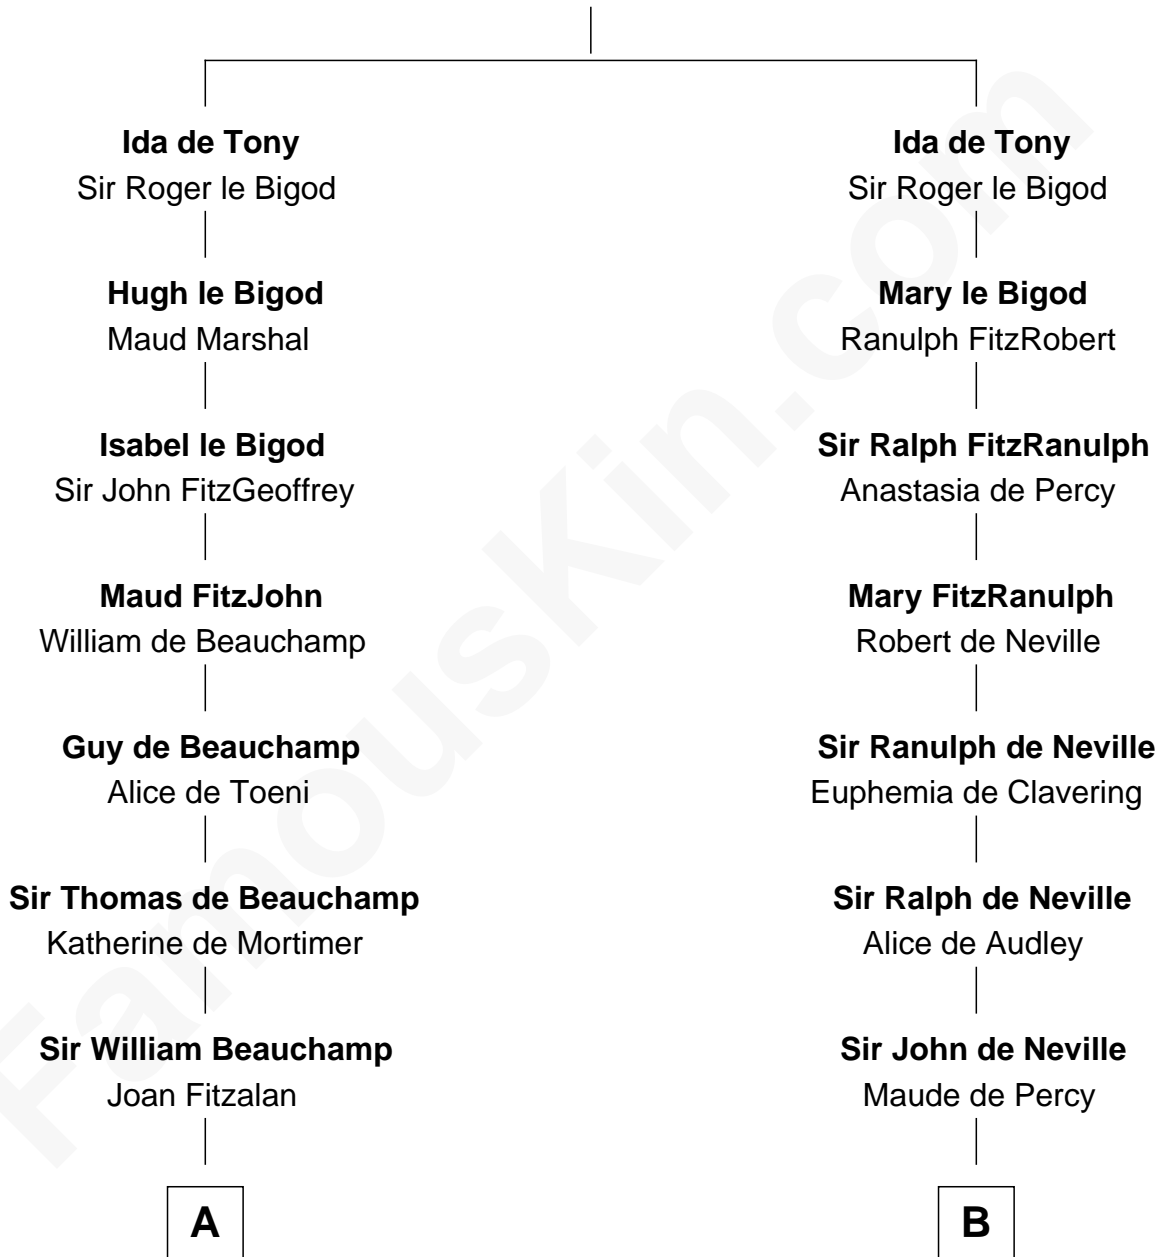 Ida de Tony
Sir Roger le Bigod
Hugh le Bigod
Maud Marshal
Isabel le Bigod
Sir John FitzGeoffrey
Maud FitzJohn
William de Beauchamp
Guy de Beauchamp
Alice de Toeni
Sir Thomas de Beauchamp
Katherine de Mortimer
Sir William Beauchamp
Joan Fitzalan
A
Ida de Tony
Sir Roger le Bigod
Mary le Bigod
Ranulph FitzRobert
Sir Ralph FitzRanulph
Anastasia de Percy
Mary FitzRanulph
Robert de Neville
Sir Ranulph de Neville
Euphemia de Clavering
Sir Ralph de Neville
Alice de Audley
Sir John de Neville
Maude de Percy
B
FamousKin.com